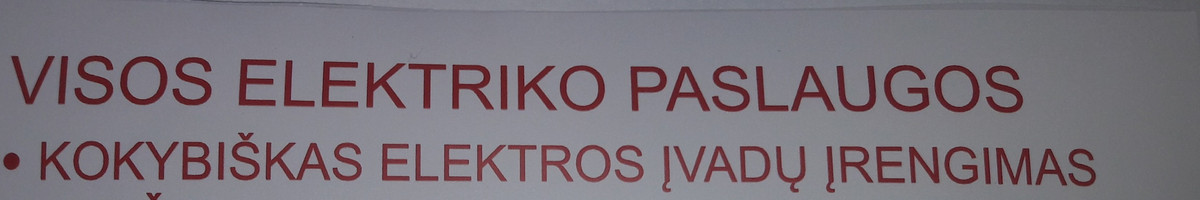 VISOS ELEKTRIKO PASLAUGOS
• KOKYBIŠKAS ELEKTROS ĮVADŲ ĮRENGIMAS